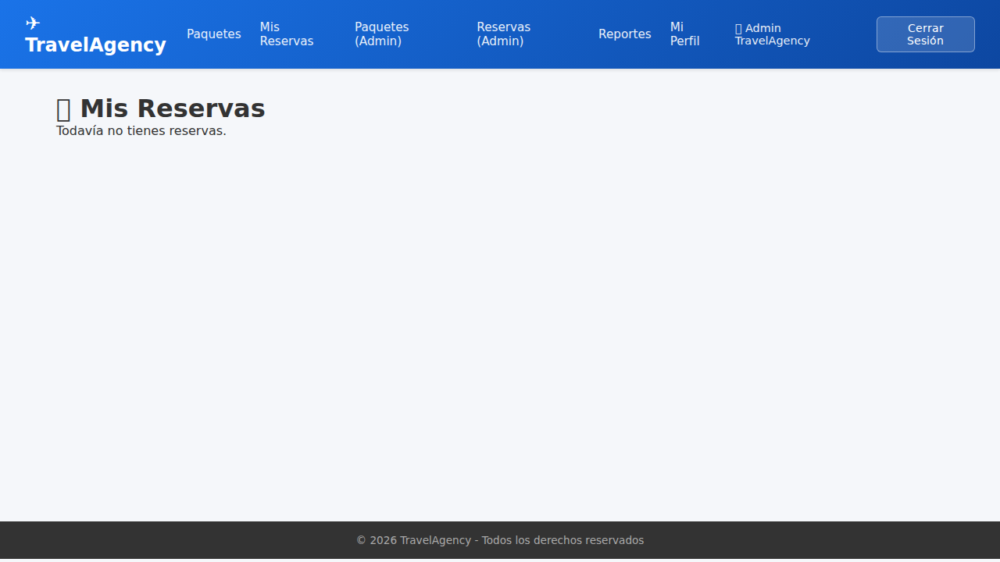 ✈
TravelAgency
Paquetes
Mis
Reservas
Paquetes
(Admin)
Reservas
(Admin)
Reportes
Mi
Perfil
Admin
TravelAgency
Cerrar
Sesión
Mis Reservas
Todavía no tienes reservas.
© 2026 TravelAgency - Todos los derechos reservados